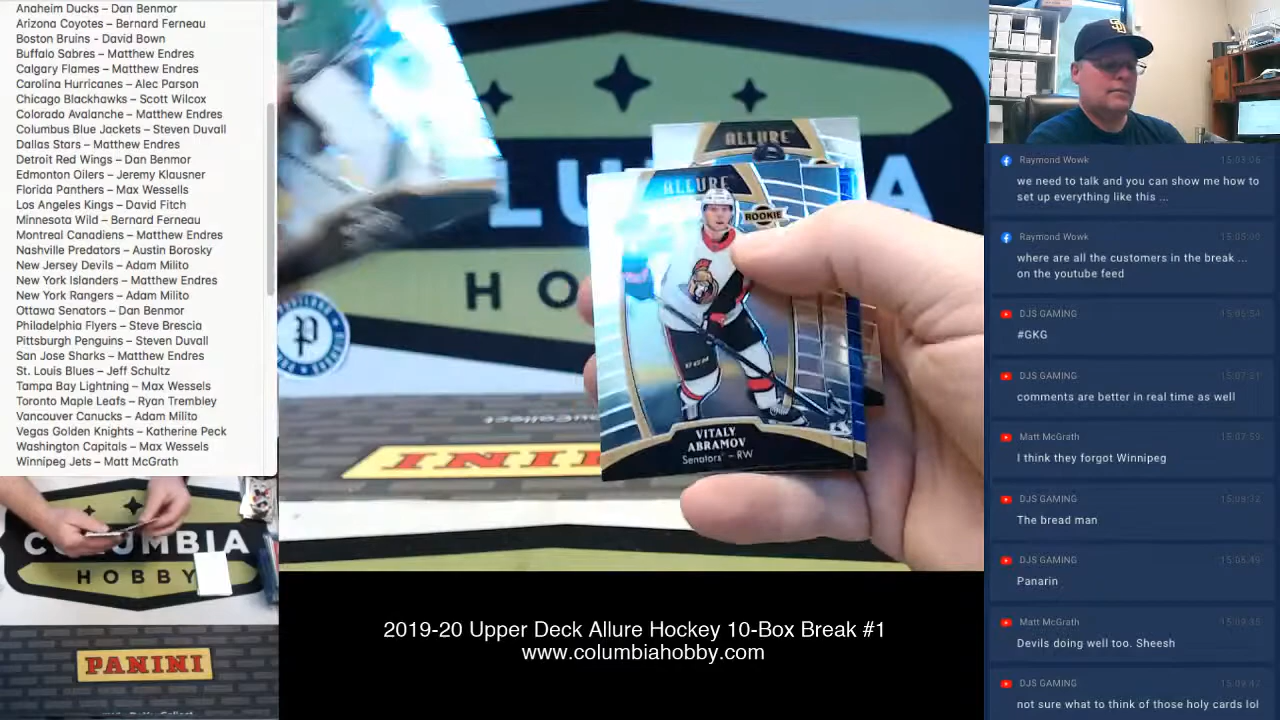 Anaheim Ducks – Dan Benmor
Arizona Coyotes – Bernard Ferneau
Boston Bruins - David Bown
Buffalo Sabres – Matthew Endres
Calgary Flames – Matthew Endres
Carolina Hurricanes – Alec Parson
Chicago Blackhawks – Scott Wilcox
Colorado Avalanche – Matthew Endres
Columbus Blue Jackets – Steven Duvall
Dallas Stars – Matthew Endres
Detroit Red Wings – Dan Benmor
Edmonton Oilers – Jeremy Klausner
Florida Panthers – Max Wessells
Los Angeles Kings – David Fitch
Minnesota Wild – Bernard Ferneau
Montreal Canadiens – Matthew Endres
Nashville Predators – Austin Borosky
New Jersey Devils – Adam Milito
New York Islanders – Matthew Endres
New York Rangers – Adam Milito
Ottawa Senators – Dan Benmor
Philadelphia Flyers – Steve Brescia
Pittsburgh Penguins – Steven Duvall
San Jose Sharks – Matthew Endres
St. Louis Blues – Jeff Schultz
Tampa Bay Lightning – Max Wessels
Toronto Maple Leafs – Ryan Trembley
Vancouver Canucks – Adam Milito
Vegas Golden Knights – Katherine Peck
Washington Capitals – Max Wessels
Winnipeg Jets – Matt McGrath
ALLURE
ALLURE
ROOKIE
CCM
VITALY
ABRAMOV
Senators – RW
P
COLUMBIA
HOBBY
PANINI
2019-20 Upper Deck Allure Hockey 10-Box Break #1
www.columbiahobby.com
Raymond Wowk
we need to talk and you can show me how to
set up everything like this ...
Raymond Wowk
where are all the customers in the break ...
on the youtube feed
DJS GAMING
#GKG
DJS GAMING
comments are better in real time as well
Matt McGrath
I think they forgot Winnipeg
DJS GAMING
The bread man
DJS GAMING
Panarin
Matt McGrath
Devils doing well too. Sheesh
DJS GAMING
not sure what to think of those holy cards lol